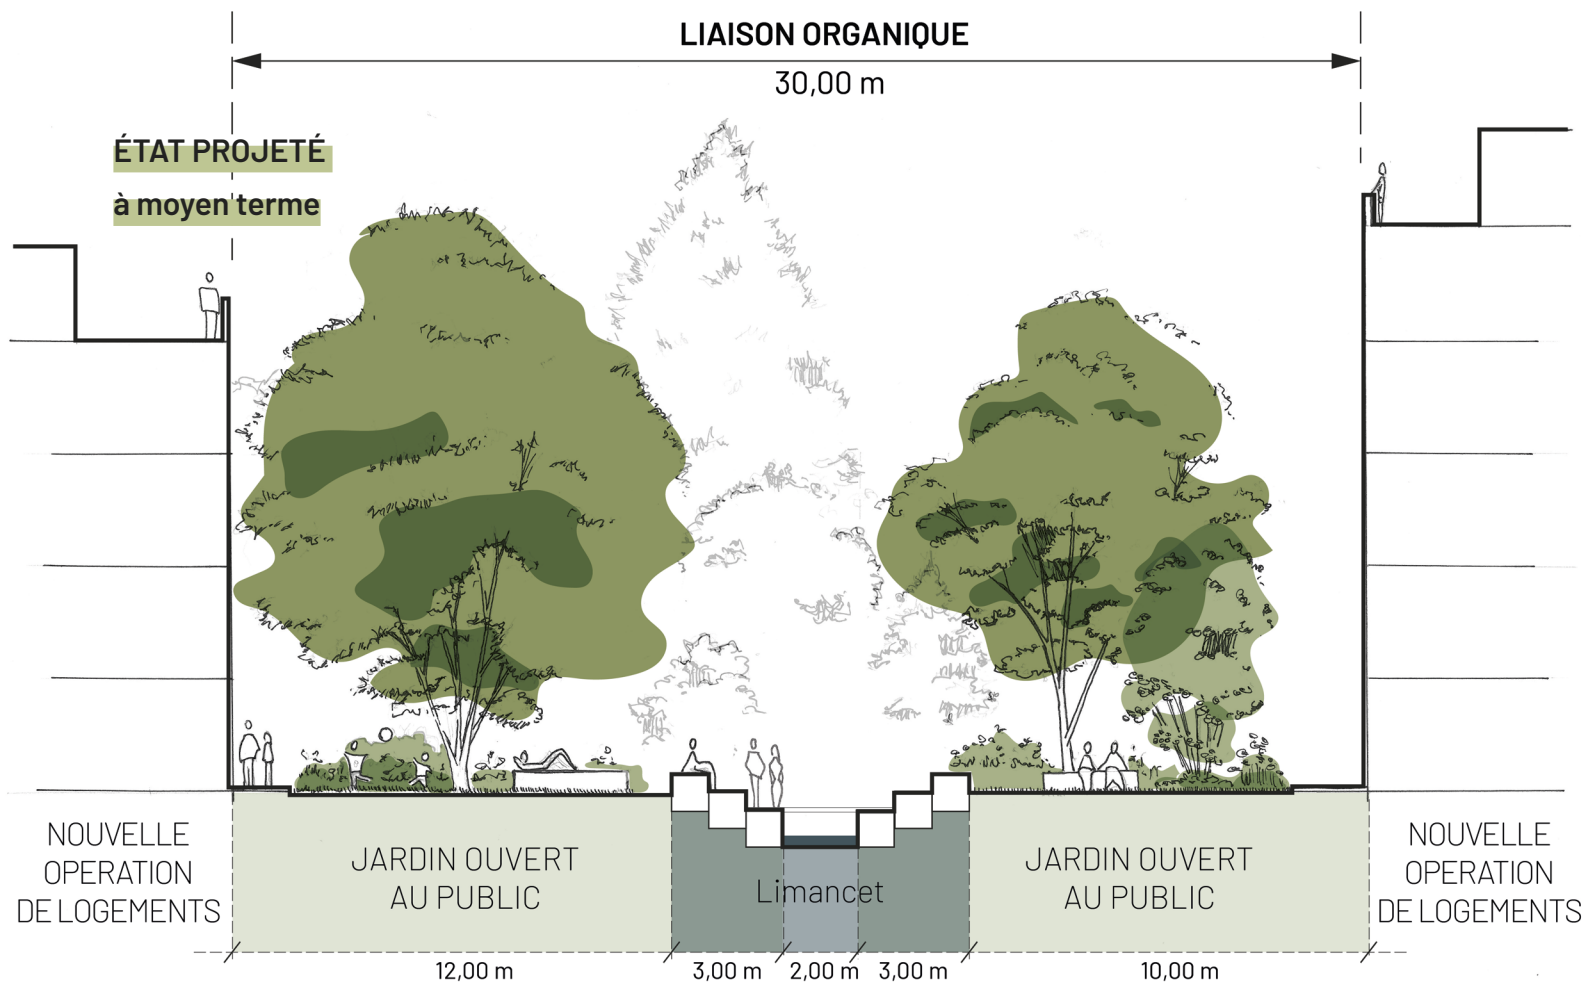 LIAISON ORGANIQUE
30,00 m
ÉTAT PROJETÉ
à moyen terme
NOUVELLE
OPERATION
DE LOGEMENTS
JARDIN OUVERT
AU PUBLIC
Limancet
JARDIN OUVERT
AU PUBLIC
NOUVELLE
OPERATION
DE LOGEMENTS
12,00 m
3,00 m
2,00 m
3,00 m
10,00 m